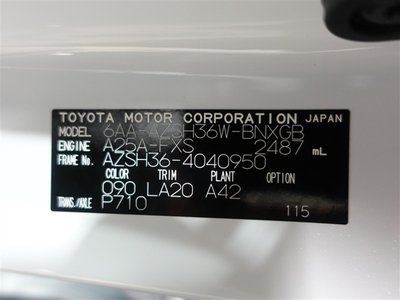 TOYOTA MOTOR CORPORATION JAPAN
MODEL 6AA-AZSH36W-BNXGB
ENGINE A25A-FXS 2487 mL
FRAME No. AZSH36-4040950
COLOR TRIM PLANT OPTION
090 LA20 A42
TRANS./AXLE P710
115